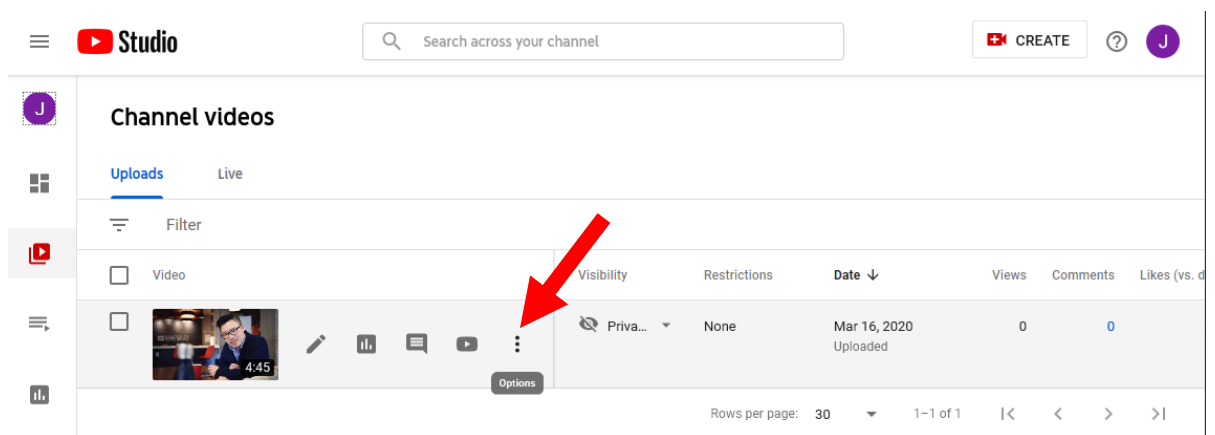 Studio
Search across your channel
CREATE
J
J
Channel videos
Uploads Live
Filter
Video Visibility Restrictions Date Views Comments Likes (vs. d
4:45
Priva... None Mar 16, 2020 0 0
Uploaded
Options
Rows per page: 30 1–1 of 1